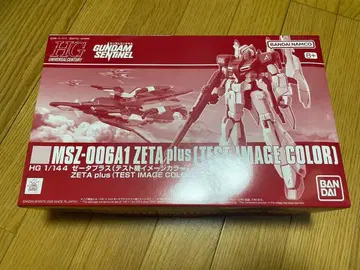 HG
UNIVERSAL CENTURY
GUNDAM
SENTINEL
BANDAI NAMCO
MSZ-006A1 ZETA plus [TEST IMAGE COLOR]
HG 1/144 ゼータプラス(テスト機イメージカラー)
ZETA plus [TEST IMAGE COLOR]
BAN
DAI